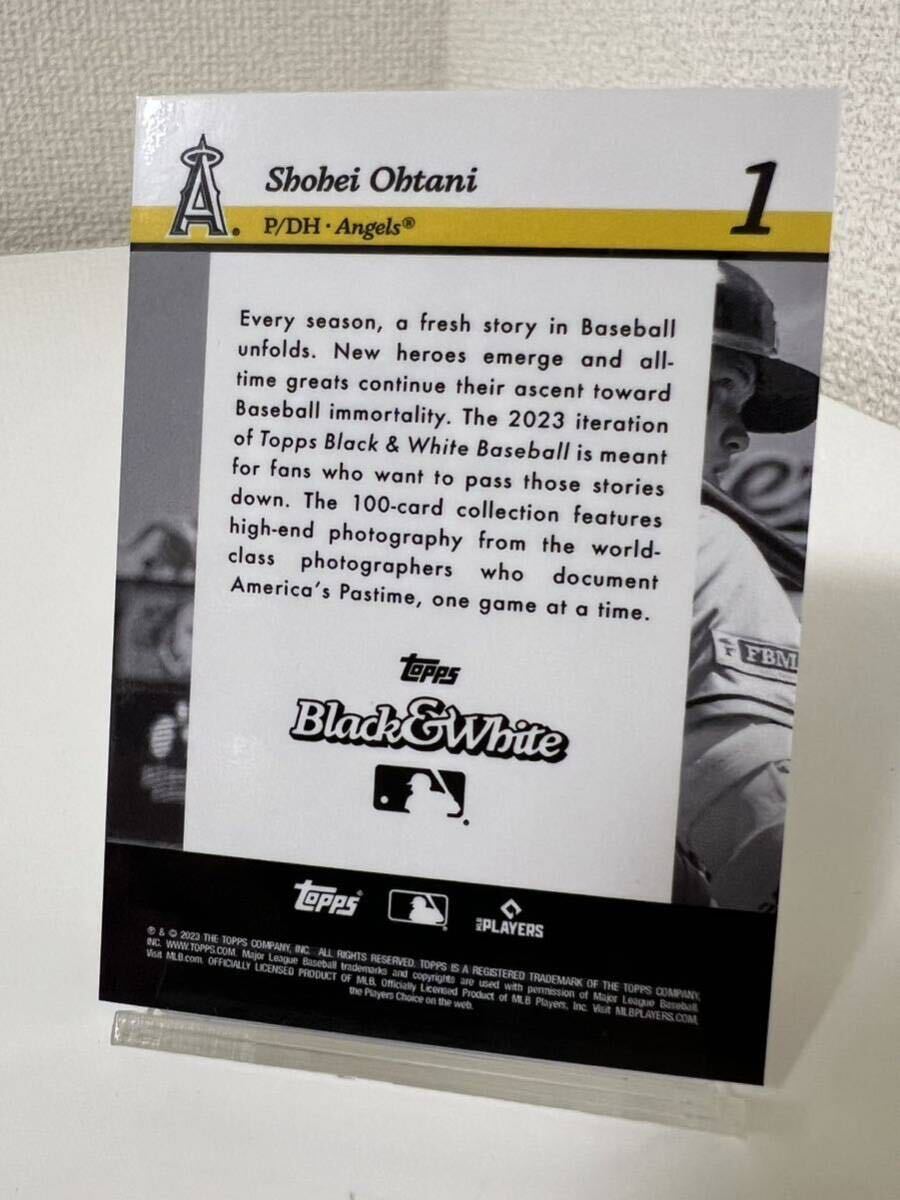 Shohei Ohtani
1
P/DH · Angels®
Every season, a fresh story in Baseball
unfolds. New heroes emerge and all-
time greats continue their ascent toward
Baseball immortality. The 2023 iteration
of Topps Black & White Baseball is meant
for fans who want to pass those stories
down. The 100-card collection features
high-end photography from the world-
class photographers who document
America's Pastime, one game at a time.
FBM
topps
Black&White
topps®
MLB PLAYERS
℗ & © 2023 THE TOPPS COMPANY, INC. ALL RIGHTS RESERVED. TOPPS IS A REGISTERED TRADEMARK OF THE TOPPS COMPANY,
INC. WWW.TOPPS.COM. Major League Baseball trademarks and copyrights are used with permission of Major League Baseball.
Visit MLB.com. OFFICIALLY LICENSED PRODUCT OF MLB. Officially Licensed Product of MLB Players, Inc. Visit MLBPLAYERS.COM,
the Players Choice on the web.